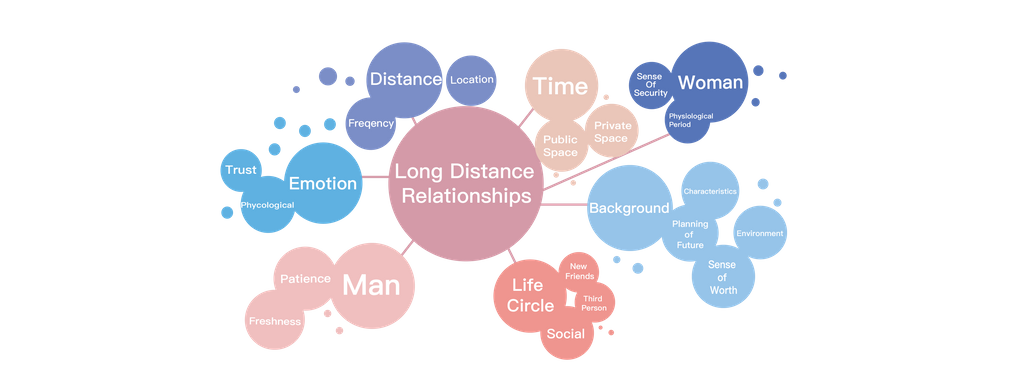 Distance
Location
Freqency
Time
Public
Space
Private
Space
Woman
Sense
Of
Security
Physiological
Period
Trust
Phycological
Emotion
Long Distance
Relationships
Background
Characteristics
Planning
of
Future
Environment
Sense
of
Worth
Patience
Man
Freshness
Life
Circle
New
Friends
Third
Person
Social